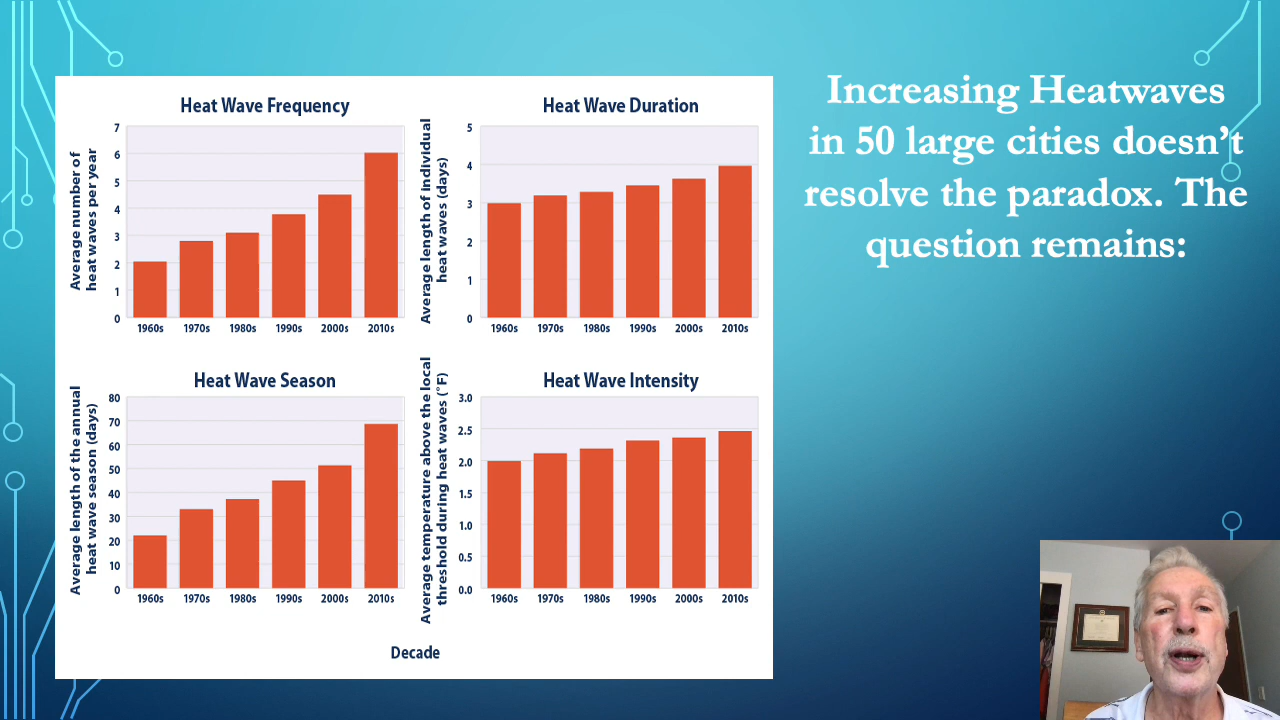 Increasing Heatwaves
in 50 large cities doesn’t
resolve the paradox. The
question remains:
Heat Wave Frequency
Average number of
heat waves per year
7
6
5
4
3
2
1
0
1960s 1970s 1980s 1990s 2000s 2010s
Heat Wave Duration
Average length of individual
heat waves (days)
5
4
3
2
1
0
1960s 1970s 1980s 1990s 2000s 2010s
Heat Wave Season
Average length of the annual
heat wave season (days)
80
70
60
50
40
30
20
10
0
1960s 1970s 1980s 1990s 2000s 2010s
Heat Wave Intensity
Average temperature above the local
threshold during heat waves (°F)
3.0
2.5
2.0
1.5
1.0
0.5
0.0
1960s 1970s 1980s 1990s 2000s 2010s
Decade